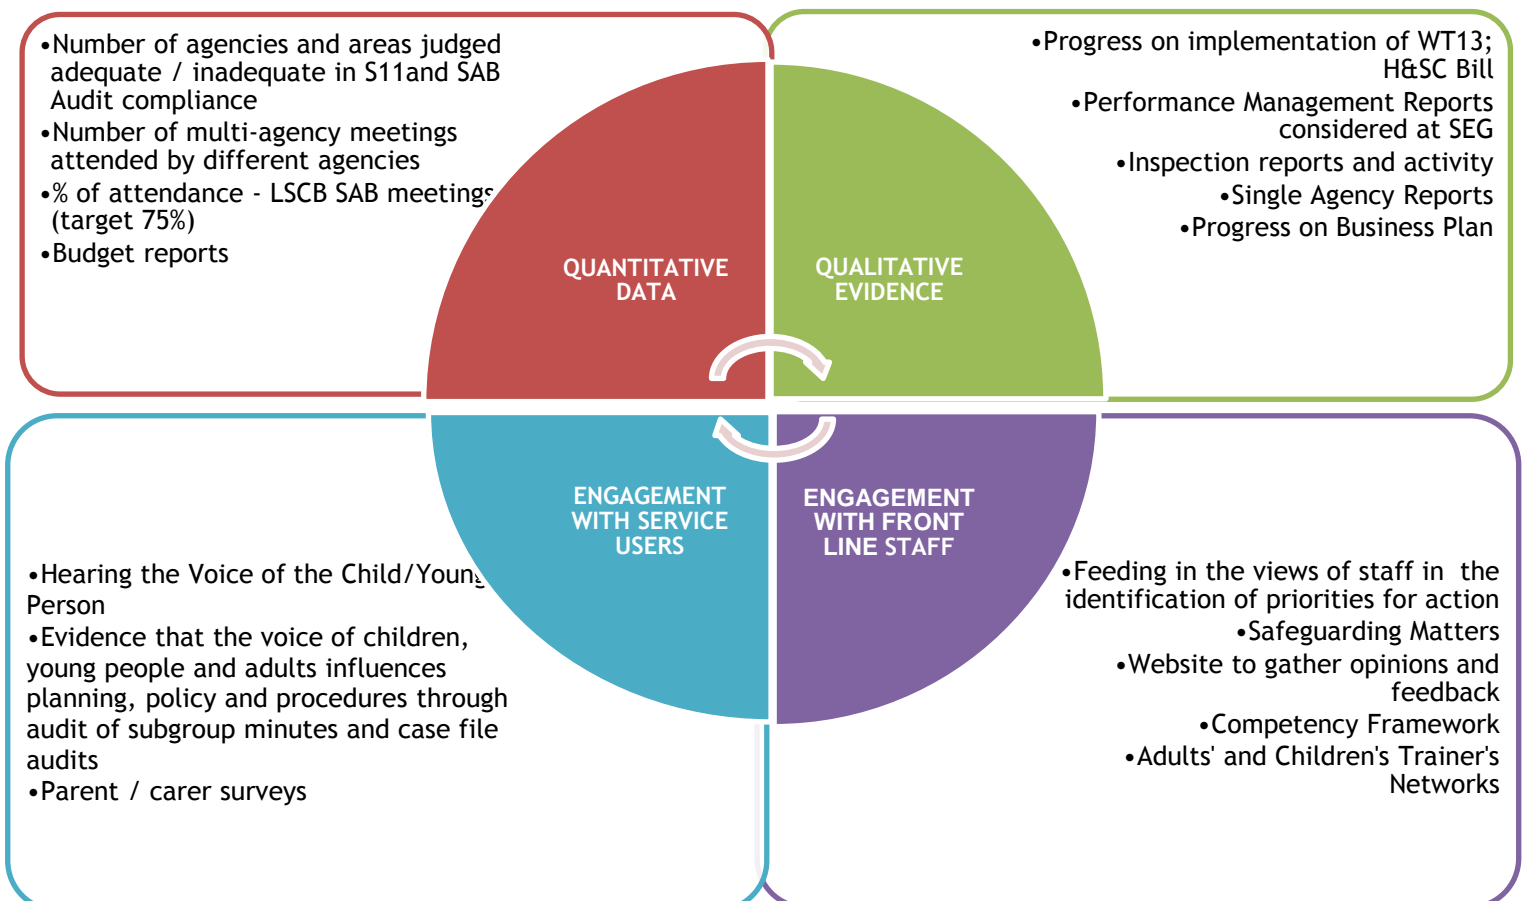 •Number of agencies and areas judged
adequate / inadequate in S11and SAB
Audit compliance
•Number of multi-agency meetings
attended by different agencies
•% of attendance - LSCB SAB meetings
(target 75%)
•Budget reports
•Progress on implementation of WT13;
H&SC Bill
•Performance Management Reports
considered at SEG
•Inspection reports and activity
•Single Agency Reports
•Progress on Business Plan
QUANTITATIVE
DATA
QUALITATIVE
EVIDENCE
ENGAGEMENT
WITH SERVICE
USERS
ENGAGEMENT
WITH FRONT
LINE STAFF
•Hearing the Voice of the Child/Young
Person
•Evidence that the voice of children,
young people and adults influences
planning, policy and procedures through
audit of subgroup minutes and case file
audits
•Parent / carer surveys
•Feeding in the views of staff in  the
identification of priorities for action
•Safeguarding Matters
•Website to gather opinions and
feedback
•Competency Framework
•Adults' and Children's Trainer's
Networks